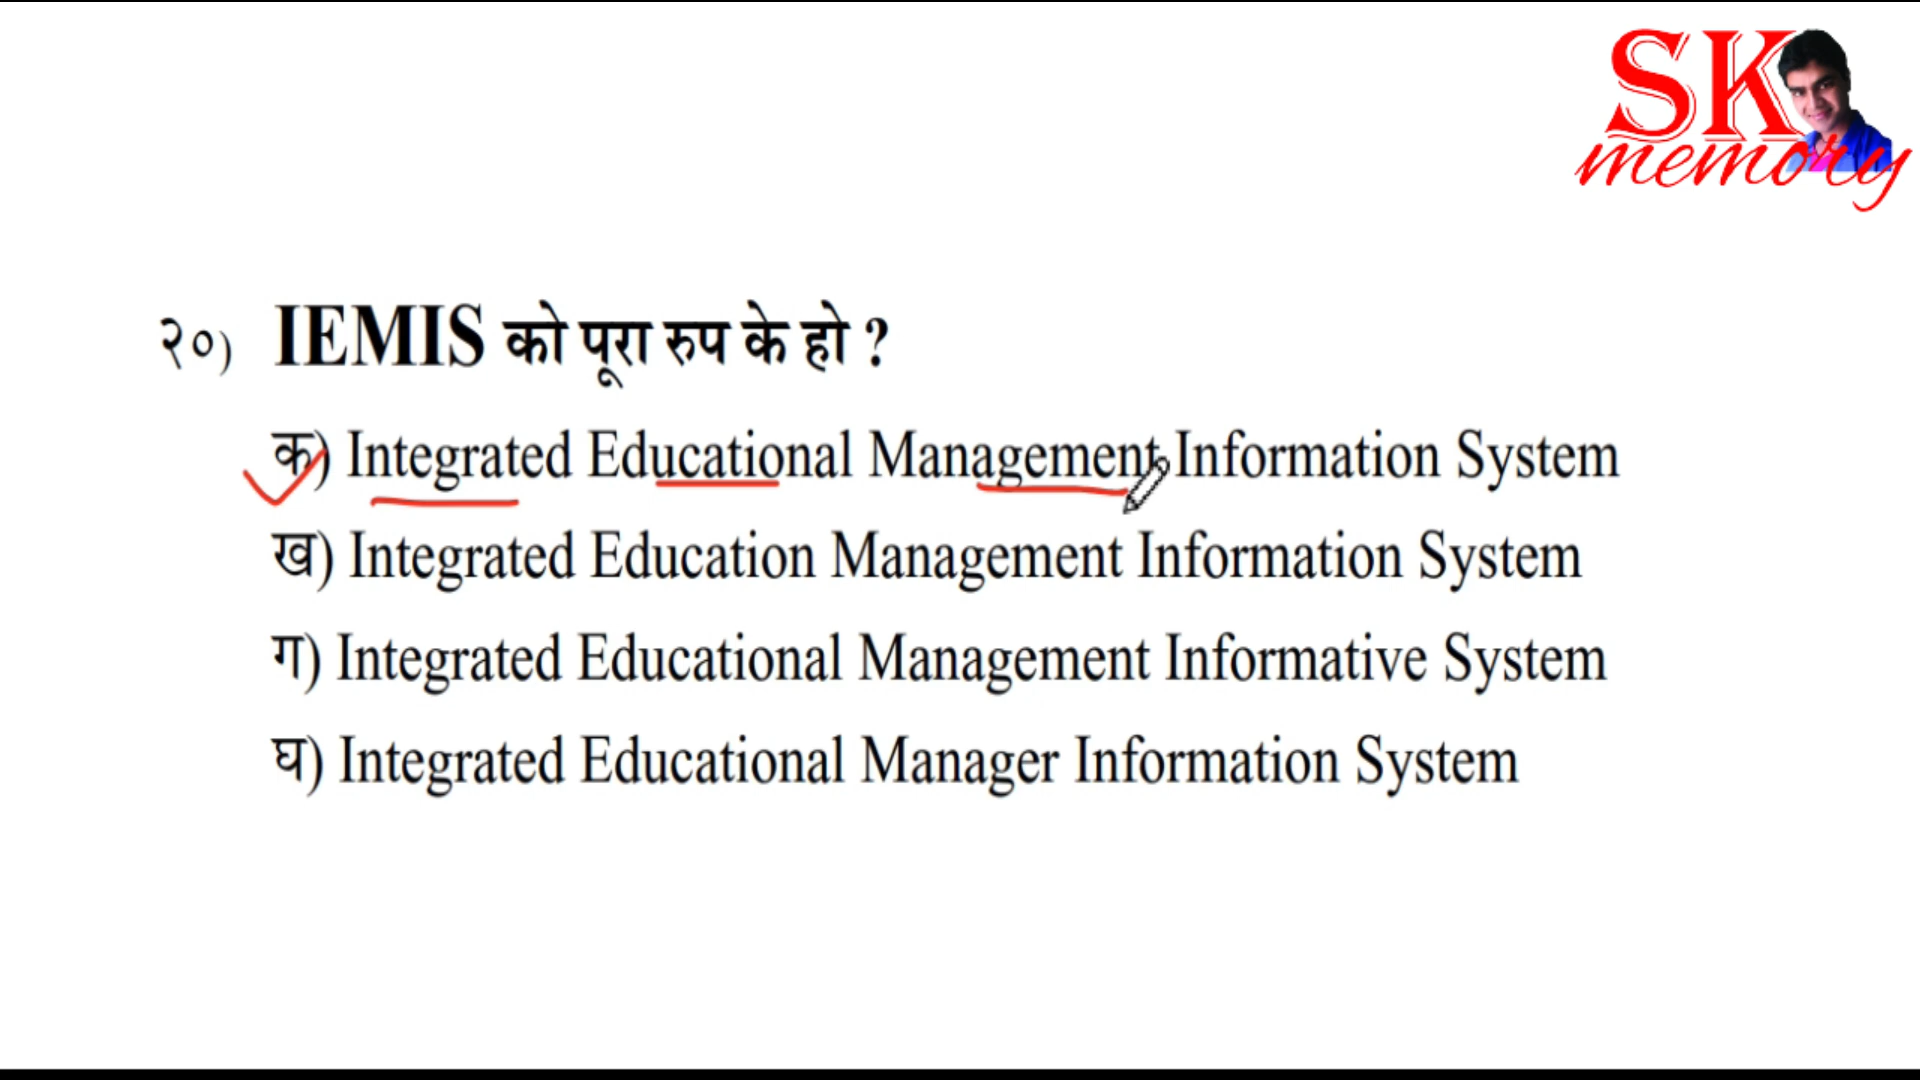 SK
memory
२०) IEMIS को पूरा रुप के हो ?
क) Integrated Educational Management Information System
ख) Integrated Education Management Information System
ग) Integrated Educational Management Informative System
घ) Integrated Educational Manager Information System